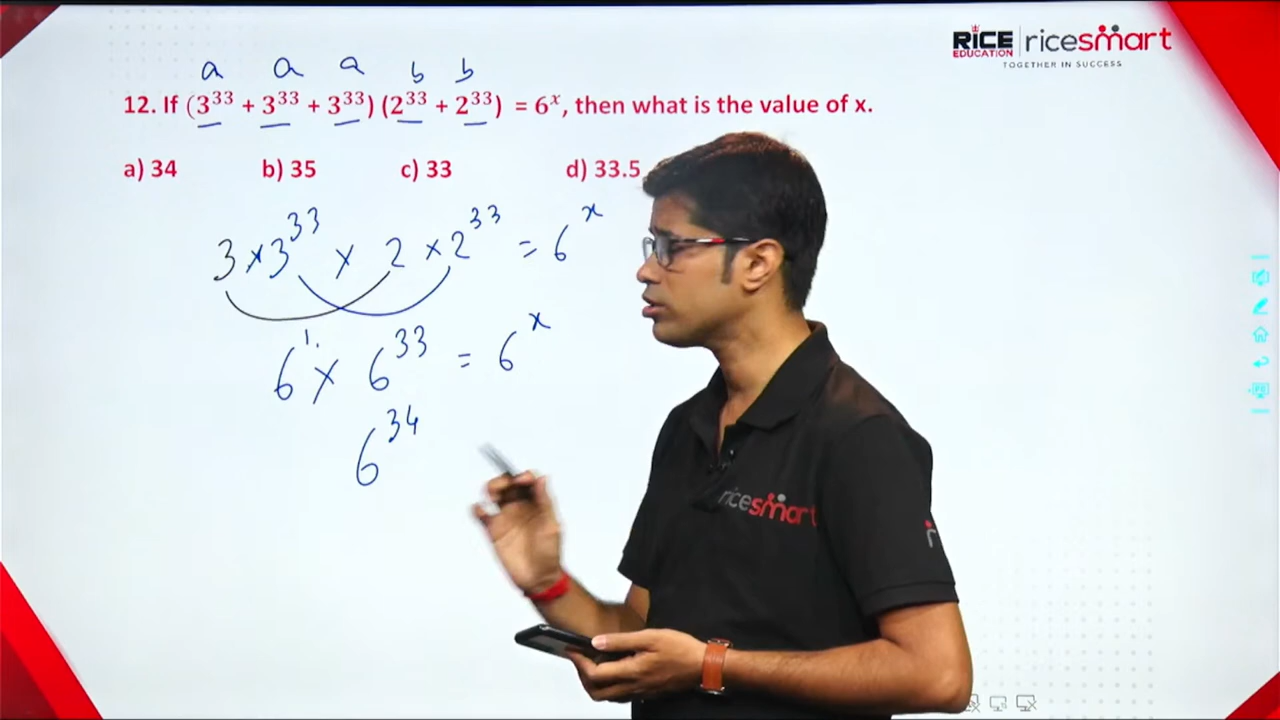 RICE EDUCATION | ricesmart
TOGETHER IN SUCCESS
a a a b b
12. If (3³³ + 3³³ + 3³³) (2³³ + 2³³) = 6ˣ, then what is the value of x.
a) 34 b) 35 c) 33 d) 33.5
3 × 3³³ × 2 × 2³³ = 6ˣ
6¹ × 6³³ = 6ˣ
6³⁴
ricesmart